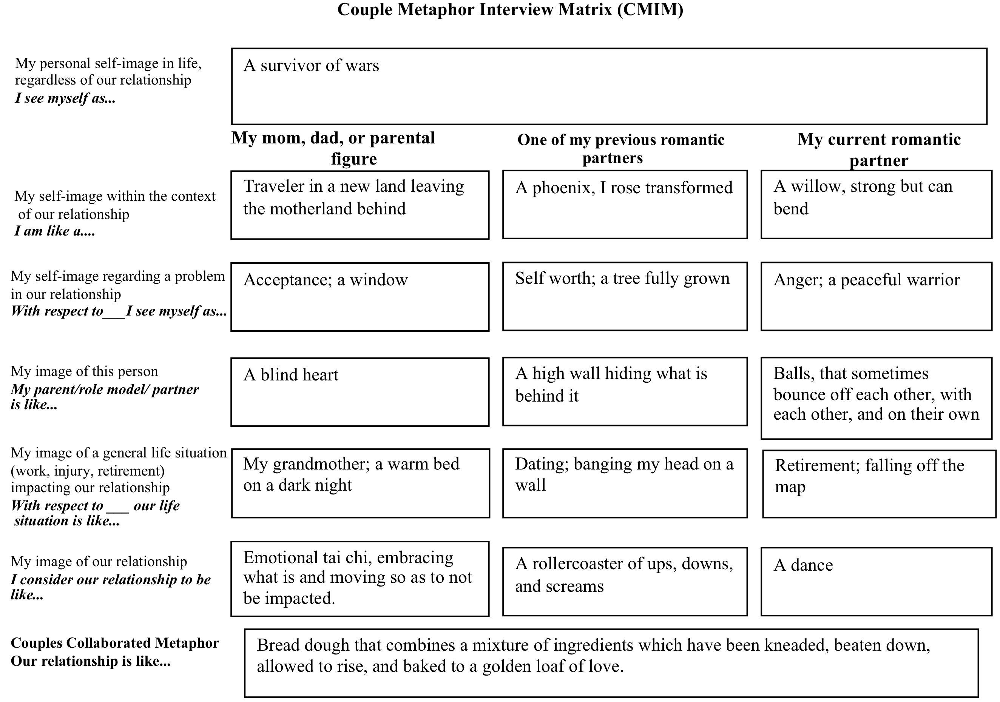 Couple Metaphor Interview Matrix (CMIM)
My personal self-image in life,
regardless of our relationship
I see myself as...
A survivor of wars
My mom, dad, or parental
figure
One of my previous romantic
partners
My current romantic
partner
My self-image within the context
of our relationship
I am like a....
Traveler in a new land leaving
the motherland behind
A phoenix, I rose transformed
A willow, strong but can
bend
My self-image regarding a problem
in our relationship
With respect to___I see myself as...
Acceptance; a window
Self worth; a tree fully grown
Anger; a peaceful warrior
My image of this person
My parent/role model/ partner
is like...
A blind heart
A high wall hiding what is
behind it
Balls, that sometimes
bounce off each other, with
each other, and on their own
My image of a general life situation
(work, injury, retirement)
impacting our relationship
With respect to ___ our life
situation is like...
My grandmother; a warm bed
on a dark night
Dating; banging my head on a
wall
Retirement; falling off the
map
My image of our relationship
I consider our relationship to be
like...
Emotional tai chi, embracing
what is and moving so as to not
be impacted.
A rollercoaster of ups, downs,
and screams
A dance
Couples Collaborated Metaphor
Our relationship is like...
Bread dough that combines a mixture of ingredients which have been kneaded, beaten down,
allowed to rise, and baked to a golden loaf of love.